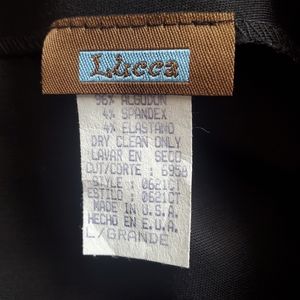 Lucca
96% ALGODON
4% SPANDEX
4% ELASTANO
DRY CLEAN ONLY
LAVAR EN SECO
CUT/CORTE : 6958
STYLE : 0621CT
ESTILO : 0621CT
MADE IN U.S.A.
HECHO EN E.U.A.
L/GRANDE